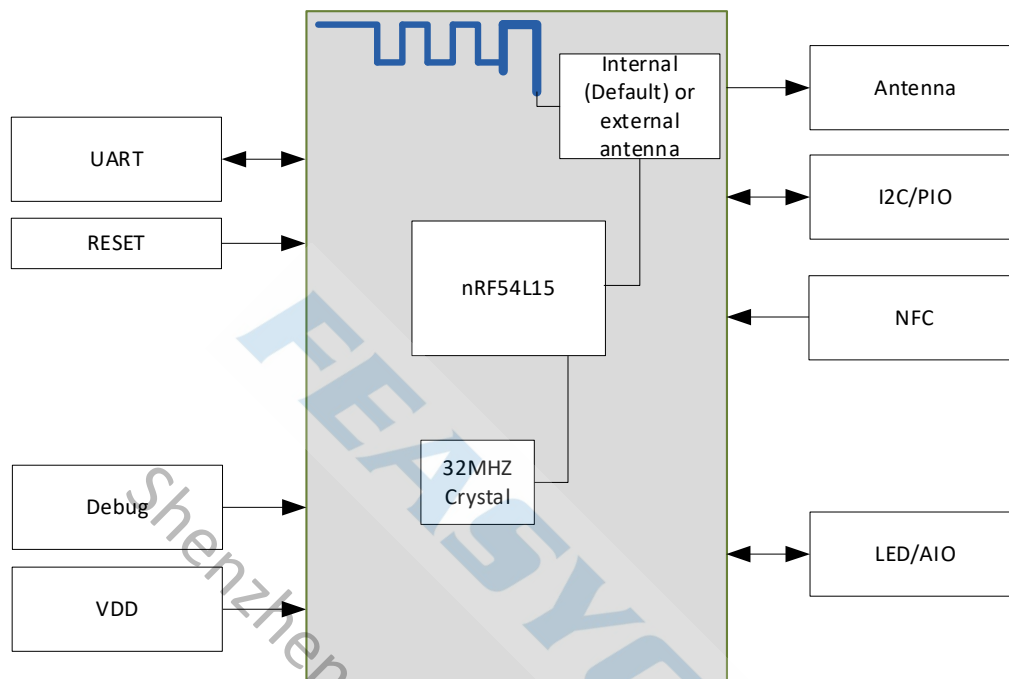 Internal
(Default) or
external
antenna
Antenna
UART
I2C/PIO
RESET
nRF54L15
NFC
32MHZ
Crystal
Debug
LED/AIO
VDD
Shenzhen
FEASYC